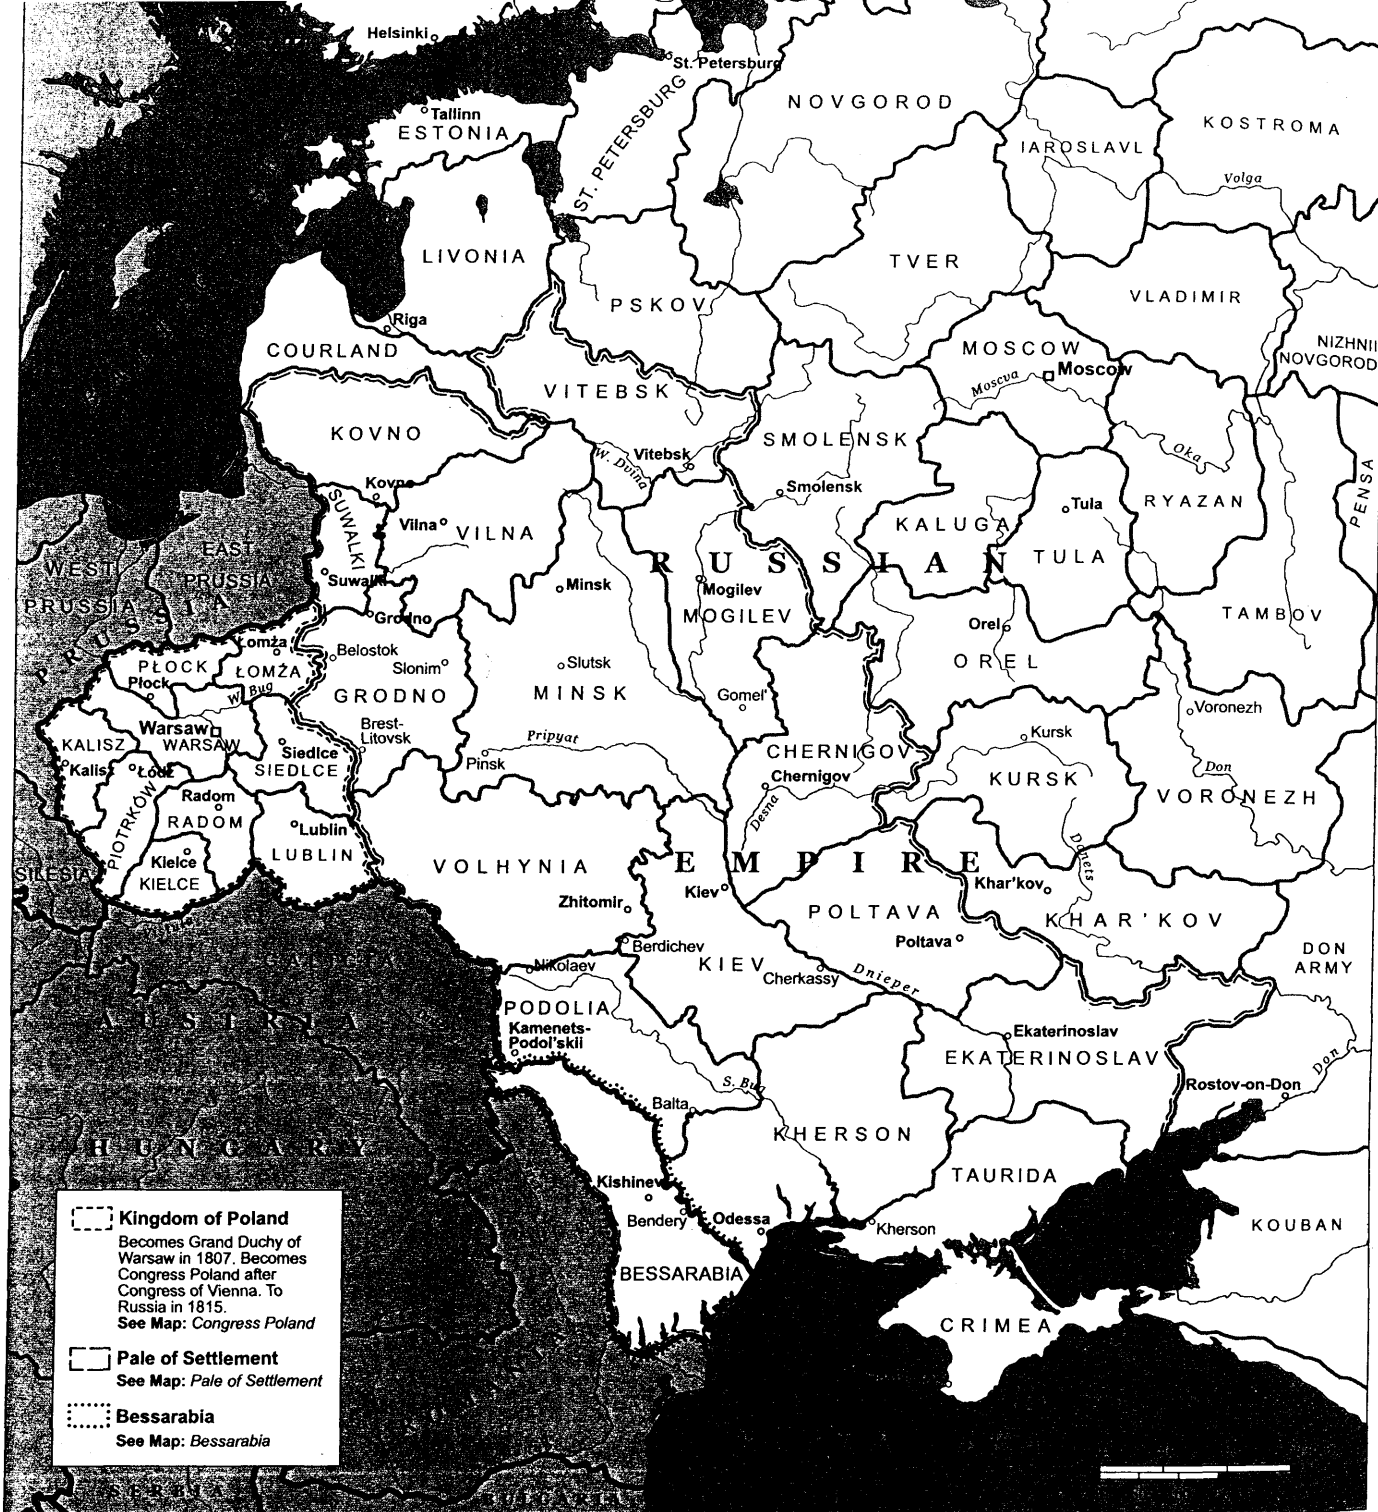 Helsinki
St. Petersburg
Tallinn
ESTONIA
ST. PETERSBURG
NOVGOROD
IAROSLAVL
KOSTROMA
Volga
LIVONIA
PSKOV
TVER
VLADIMIR
Riga
COURLAND
MOSCOW
Moscow
Moscva
NIZHNII
NOVGOROD
VITEBSK
KOVNO
SMOLENSK
W. Dvina
Vitebsk
Oka
Kovno
Smolensk
SUWALKI
Vilna
VILNA
KALUGA
Tula
TULA
RYAZAN
PENSA
RUSSIAN
EAST
PRUSSIA
WEST
PRUSSIA
PRUSSIA
Suwalki
Minsk
Mogilev
MOGILEV
Grodno
Orel
OREL
TAMBOV
Łomża
ŁOMŻA
PŁOCK
Płock
Belostok
Slonim
GRODNO
Slutsk
MINSK
Gomel'
W. Bug
Voronezh
Warsaw
WARSAW
KALISZ
Kalisz
Łódź
Brest-
Litovsk
Pripyat
Pinsk
Siedlce
SIEDLCE
CHERNIGOV
Chernigov
Desna
Kursk
KURSK
Don
VORONEZH
PIOTRKÓW
Radom
RADOM
Lublin
LUBLIN
Kielce
KIELCE
SILESIA
VOLHYNIA
EMPIRE
Donets
Khar'kov
KHAR'KOV
Zhitomir
Kiev
POLTAVA
Poltava
Berdichev
KIEV
Cherkassy
Dnieper
DON
ARMY
GALICIA
Nikolaev
PODOLIA
Kamenets-
Podol'skii
AUSTRIA
Ekaterinoslav
EKATERINOSLAV
Don
Rostov-on-Don
S. Bug
Balta
KHERSON
HUNGARY
TAURIDA
Kishinev
Bendery
Odessa
Kherson
KOUBAN
BESSARABIA
CRIMEA
Kingdom of Poland
Becomes Grand Duchy of
Warsaw in 1807. Becomes
Congress Poland after
Congress of Vienna. To
Russia in 1815.
See Map: Congress Poland
Pale of Settlement
See Map: Pale of Settlement
Bessarabia
See Map: Bessarabia
SERBIA
BULGARIA